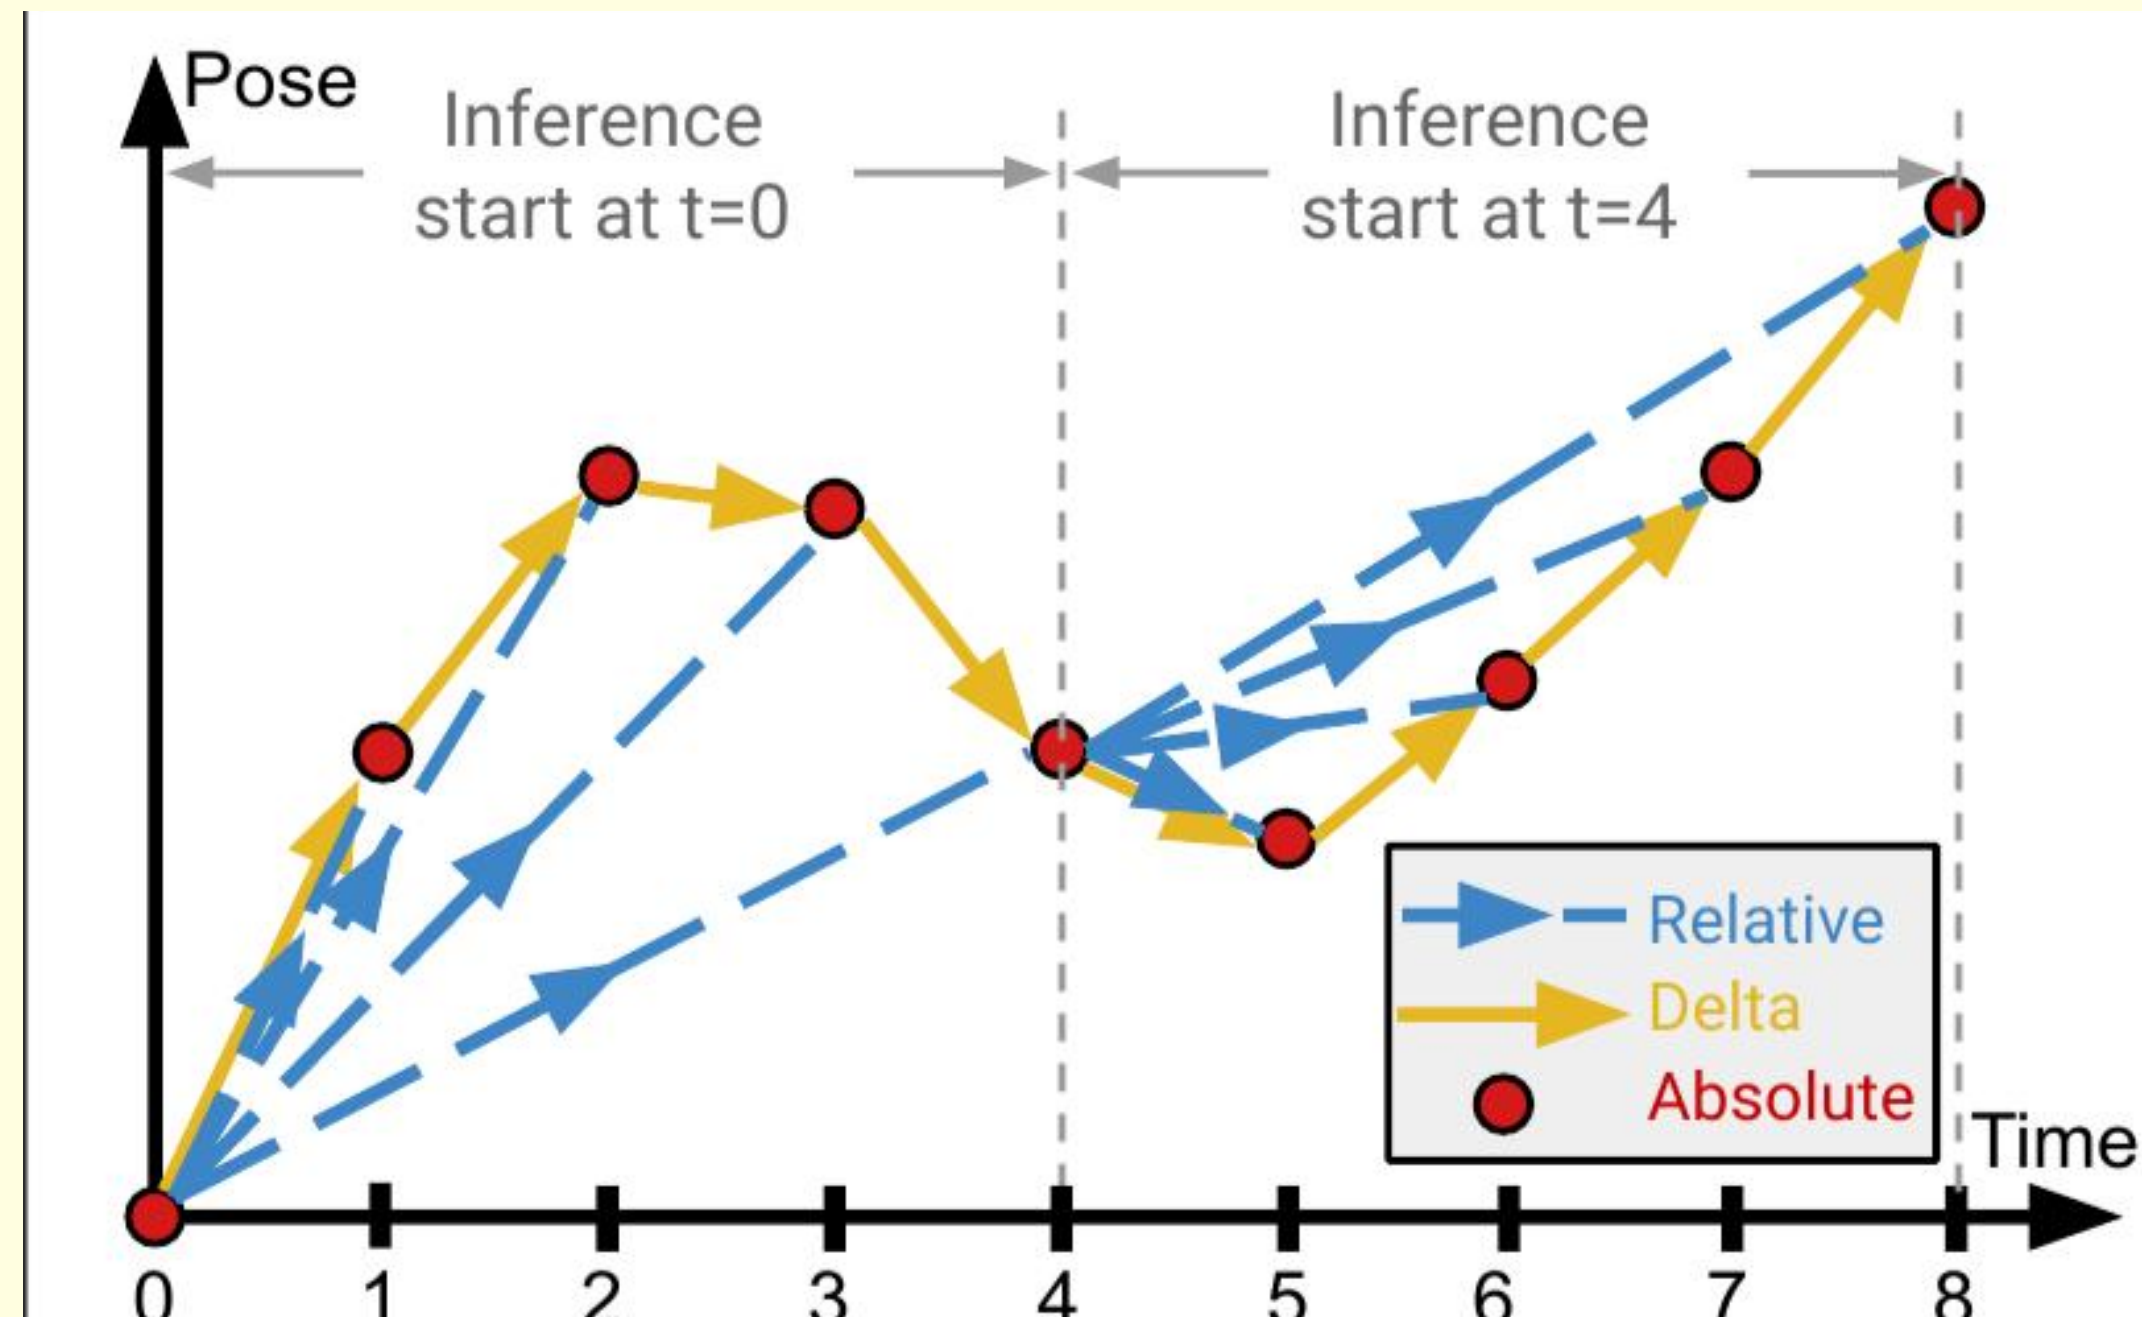 Pose
Inference
start at t=0
Inference
start at t=4
Relative
Delta
Absolute
Time
0 1 2 3 4 5 6 7 8